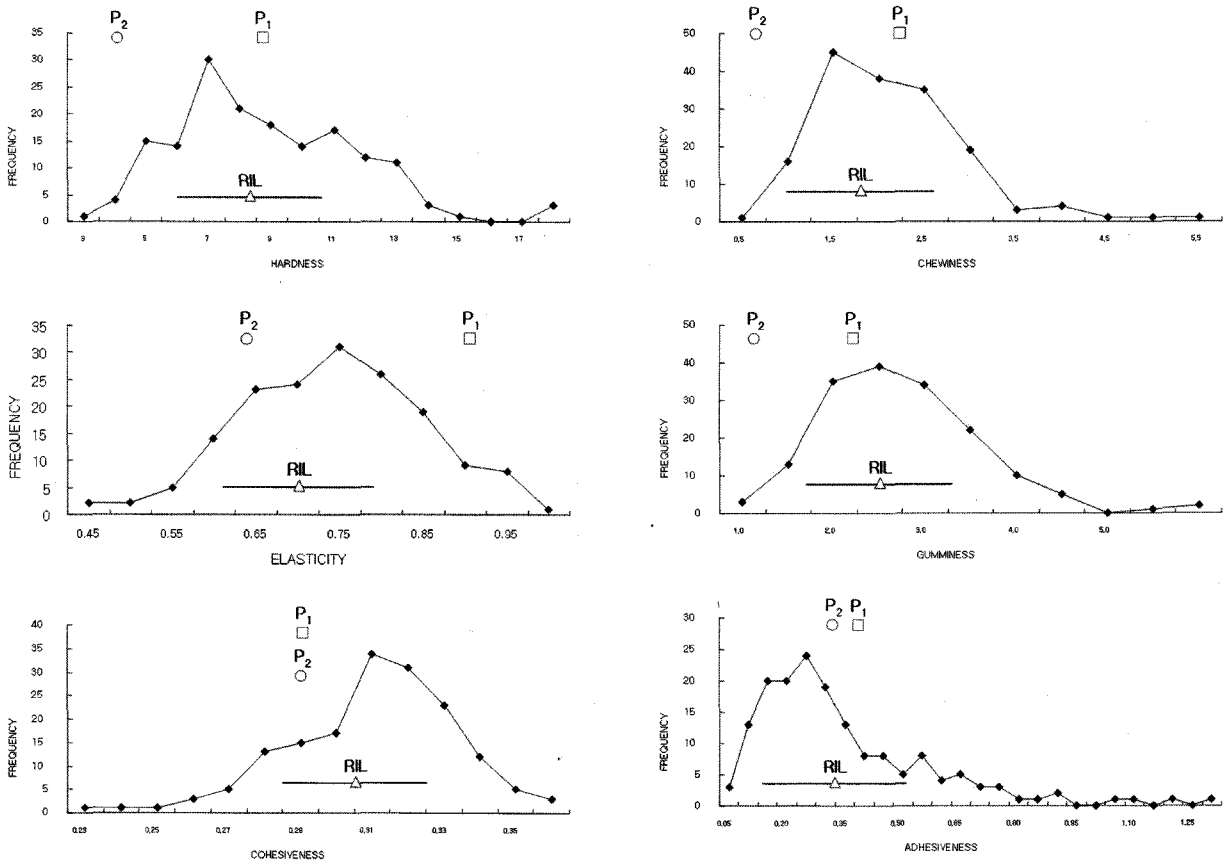 P2 P1
35
30
25
20
15
10
5
0
FREQUENCY
RIL
3 5 7 9 11 13 15 17
HARDNESS
P2 P1
50
40
30
20
10
0
FREQUENCY
RIL
0,5 1,5 2,5 3,5 4,5 5,5
CHEWINESS
P2 P1
35
30
25
20
15
10
5
0
FREQUENCY
RIL
0.45 0.55 0.65 0.75 0.85 0.95
ELASTICITY
P2 P1
50
40
30
20
10
0
FREQUENCY
RIL
1,0 2,0 3,0 4,0 5,0
GUMMINESS
P1
P2
40
35
30
25
20
15
10
5
0
FREQUENCY
RIL
0,23 0,25 0,27 0,29 0,31 0,33 0,35
COHESIVENESS
P2 P1
30
25
20
15
10
5
0
FREQUENCY
RIL
0,05 0,20 0,35 0,50 0,65 0,80 0,95 1,10 1,25
ADHESIVENESS